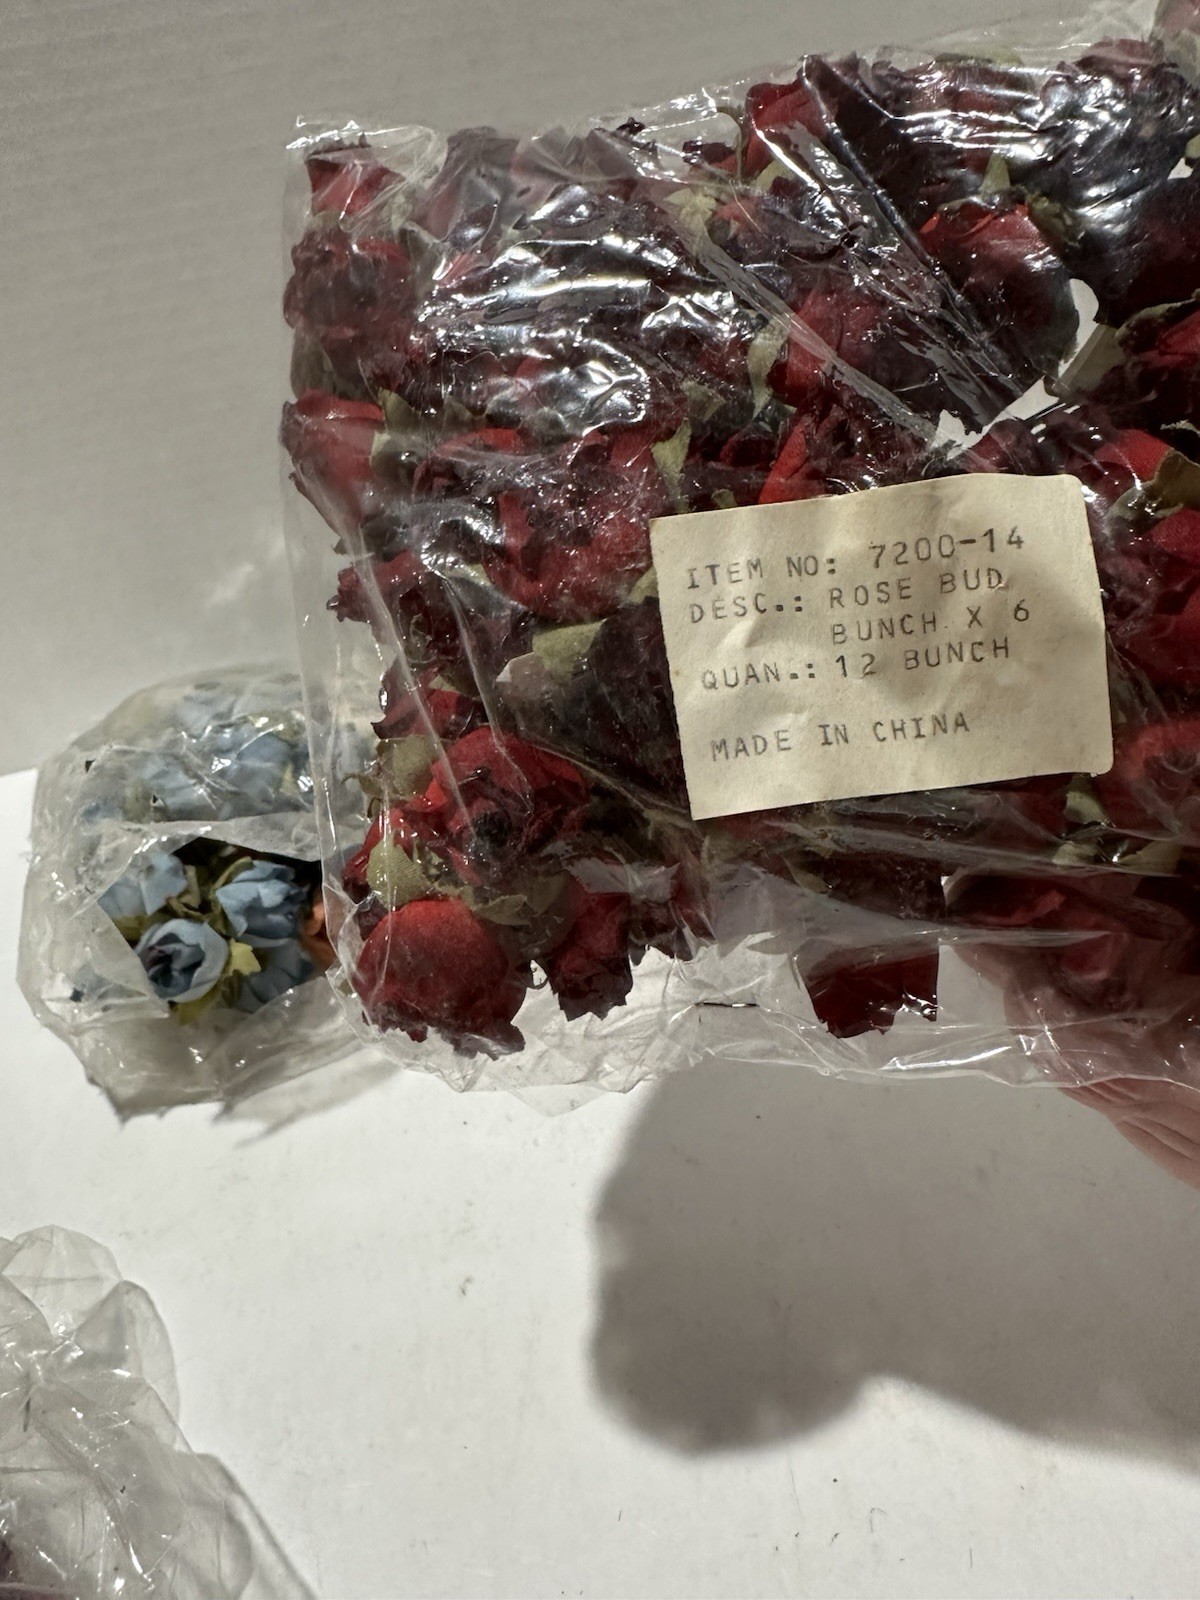 ITEM NO: 7200-14
DESC.: ROSE BUD
BUNCH X 6
QUAN.: 12 BUNCH
MADE IN CHINA